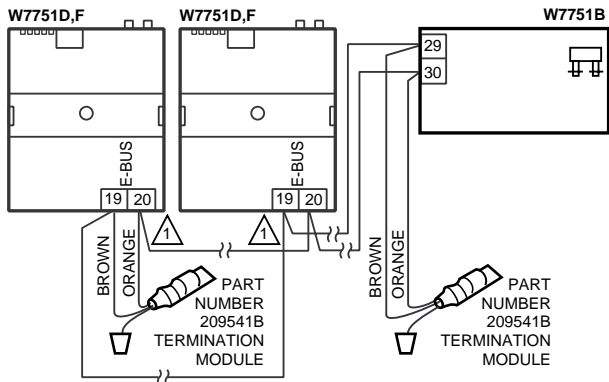 W7751D,F
W7751D,F
W7751B
29
30
E-BUS
19 20
E-BUS
19 20
1
1
BROWN
ORANGE
PART
NUMBER
209541B
TERMINATION
MODULE
BROWN
ORANGE
PART
NUMBER
209541B
TERMINATION
MODULE